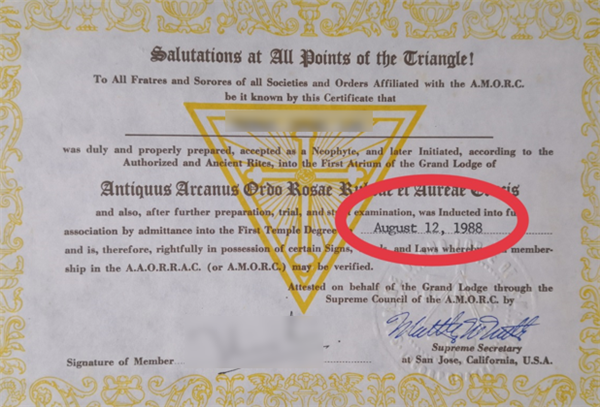 Salutations at All Points of the Triangle!
To All Fratres and Sorores of all Societies and Orders Affiliated with the A.M.O.R.C.
be it known by this Certificate that
was duly and properly prepared, accepted as a Neophyte, and later Initiated, according to the
Authorized and Ancient Rites, into the First Atrium of the Grand Lodge of
Antiquus Arcanus Ordo Rosae et Aureae
and also, after further preparation, trial, and examination, was Inducted into
association by admittance into the First Temple Degree August 12, 1988
and is, therefore, rightfully in possession of certain Signs, and Laws member-
ship in the A.A.O.R.R.A.C. (or A.M.O.R.C.) may be verified.
Attested on behalf of the Grand Lodge through the
Supreme Council of the A.M.O.R.C. by
Supreme Secretary
Signature of Member at San Jose, California, U.S.A.